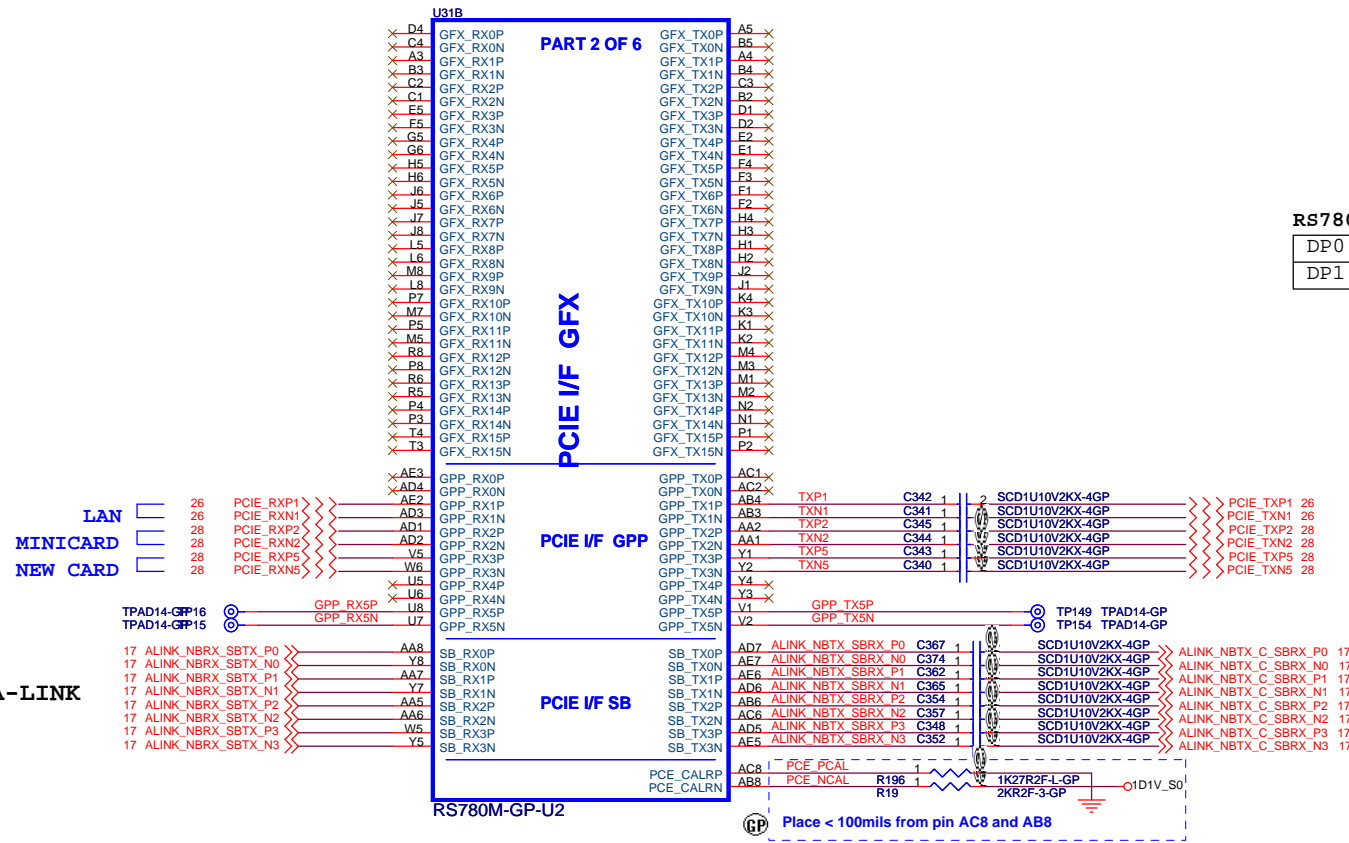 U31B
PART 2 OF 6
D4 GFX_RX0P GFX_TX0P A5
C4 GFX_RX0N GFX_TX0N B5
A3 GFX_RX1P GFX_TX1P A4
B3 GFX_RX1N GFX_TX1N B4
C2 GFX_RX2P GFX_TX2P C3
C1 GFX_RX2N GFX_TX2N B2
E5 GFX_RX3P GFX_TX3P D1
F5 GFX_RX3N GFX_TX3N D2
G5 GFX_RX4P GFX_TX4P E2
G6 GFX_RX4N GFX_TX4N E1
H5 GFX_RX5P GFX_TX5P F4
H6 GFX_RX5N GFX_TX5N F3
J6 GFX_RX6P GFX_TX6P F1
J5 GFX_RX6N GFX_TX6N F2
J7 GFX_RX7P GFX_TX7P H4
J8 GFX_RX7N GFX_TX7N H3
L5 GFX_RX8P GFX_TX8P H1
L6 GFX_RX8N GFX_TX8N H2
M8 GFX_RX9P GFX_TX9P J2
L8 GFX_RX9N GFX_TX9N J1
P7 GFX_RX10P GFX_TX10P K4
M7 GFX_RX10N GFX_TX10N K3
P5 GFX_RX11P GFX_TX11P K1
M5 GFX_RX11N GFX_TX11N K2
R8 GFX_RX12P GFX_TX12P M4
P8 GFX_RX12N GFX_TX12N M3
R6 GFX_RX13P GFX_TX13P M1
R5 GFX_RX13N GFX_TX13N M2
P4 GFX_RX14P GFX_TX14P N2
P3 GFX_RX14N GFX_TX14N N1
T4 GFX_RX15P GFX_TX15P P1
T3 GFX_RX15N GFX_TX15N P2
PCIE I/F GFX
RS780
DP0
DP1
AE3 GPP_RX0P GPP_TX0P AC1
AD4 GPP_RX0N GPP_TX0N AC2
LAN
26 PCIE_RXP1 AE2 GPP_RX1P GPP_TX1P AB4 TXP1 C342 1 2 SCD1U10V2KX-4GP PCIE_TXP1 26
26 PCIE_RXN1 AD3 GPP_RX1N GPP_TX1N AB3 TXN1 C341 1 SCD1U10V2KX-4GP PCIE_TXN1 26
MINICARD
28 PCIE_RXP2 AD1 GPP_RX2P GPP_TX2P AA2 TXP2 C345 1 SCD1U10V2KX-4GP PCIE_TXP2 28
28 PCIE_RXN2 AD2 GPP_RX2N GPP_TX2N AA1 TXN2 C344 1 SCD1U10V2KX-4GP PCIE_TXN2 28
PCIE I/F GPP
NEW CARD
28 PCIE_RXP5 V5 GPP_RX3P GPP_TX3P Y1 TXP5 C343 1 SCD1U10V2KX-4GP PCIE_TXP5 28
28 PCIE_RXN5 W6 GPP_RX3N GPP_TX3N Y2 TXN5 C340 1 SCD1U10V2KX-4GP PCIE_TXN5 28
U5 GPP_RX4P GPP_TX4P Y4
U6 GPP_RX4N GPP_TX4N Y3
TPAD14-GP TP16 GPP_RX5P U8 GPP_RX5P GPP_TX5P V1 GPP_TX5P TP149 TPAD14-GP
TPAD14-GP TP15 GPP_RX5N U7 GPP_RX5N GPP_TX5N V2 GPP_TX5N TP154 TPAD14-GP
A-LINK
17 ALINK_NBRX_SBTX_P0 AA8 SB_RX0P SB_TX0P AD7 ALINK_NBTX_SBRX_P0 C367 1 SCD1U10V2KX-4GP ALINK_NBTX_C_SBRX_P0 17
17 ALINK_NBRX_SBTX_N0 Y8 SB_RX0N SB_TX0N AE7 ALINK_NBTX_SBRX_N0 C374 1 SCD1U10V2KX-4GP ALINK_NBTX_C_SBRX_N0 17
17 ALINK_NBRX_SBTX_P1 AA7 SB_RX1P SB_TX1P AE6 ALINK_NBTX_SBRX_P1 C362 1 SCD1U10V2KX-4GP ALINK_NBTX_C_SBRX_P1 17
17 ALINK_NBRX_SBTX_N1 Y7 SB_RX1N SB_TX1N AD6 ALINK_NBTX_SBRX_N1 C365 1 SCD1U10V2KX-4GP ALINK_NBTX_C_SBRX_N1 17
17 ALINK_NBRX_SBTX_P2 AA5 SB_RX2P SB_TX2P AB6 ALINK_NBTX_SBRX_P2 C354 1 SCD1U10V2KX-4GP ALINK_NBTX_C_SBRX_P2 17
17 ALINK_NBRX_SBTX_N2 AA6 SB_RX2N SB_TX2N AC6 ALINK_NBTX_SBRX_N2 C357 1 SCD1U10V2KX-4GP ALINK_NBTX_C_SBRX_N2 17
17 ALINK_NBRX_SBTX_P3 W5 SB_RX3P SB_TX3P AD5 ALINK_NBTX_SBRX_P3 C348 1 SCD1U10V2KX-4GP ALINK_NBTX_C_SBRX_P3 17
17 ALINK_NBRX_SBTX_N3 Y5 SB_RX3N SB_TX3N AE5 ALINK_NBTX_SBRX_N3 C352 1 SCD1U10V2KX-4GP ALINK_NBTX_C_SBRX_N3 17
PCIE I/F SB
PCE_CALRP AC8 PCE_PCAL R196 1 1K27R2F-L-GP
PCE_CALRN AB8 PCE_NCAL R19 1 2KR2F-3-GP 1D1V_S0
RS780M-GP-U2
GP Place < 100mils from pin AC8 and AB8